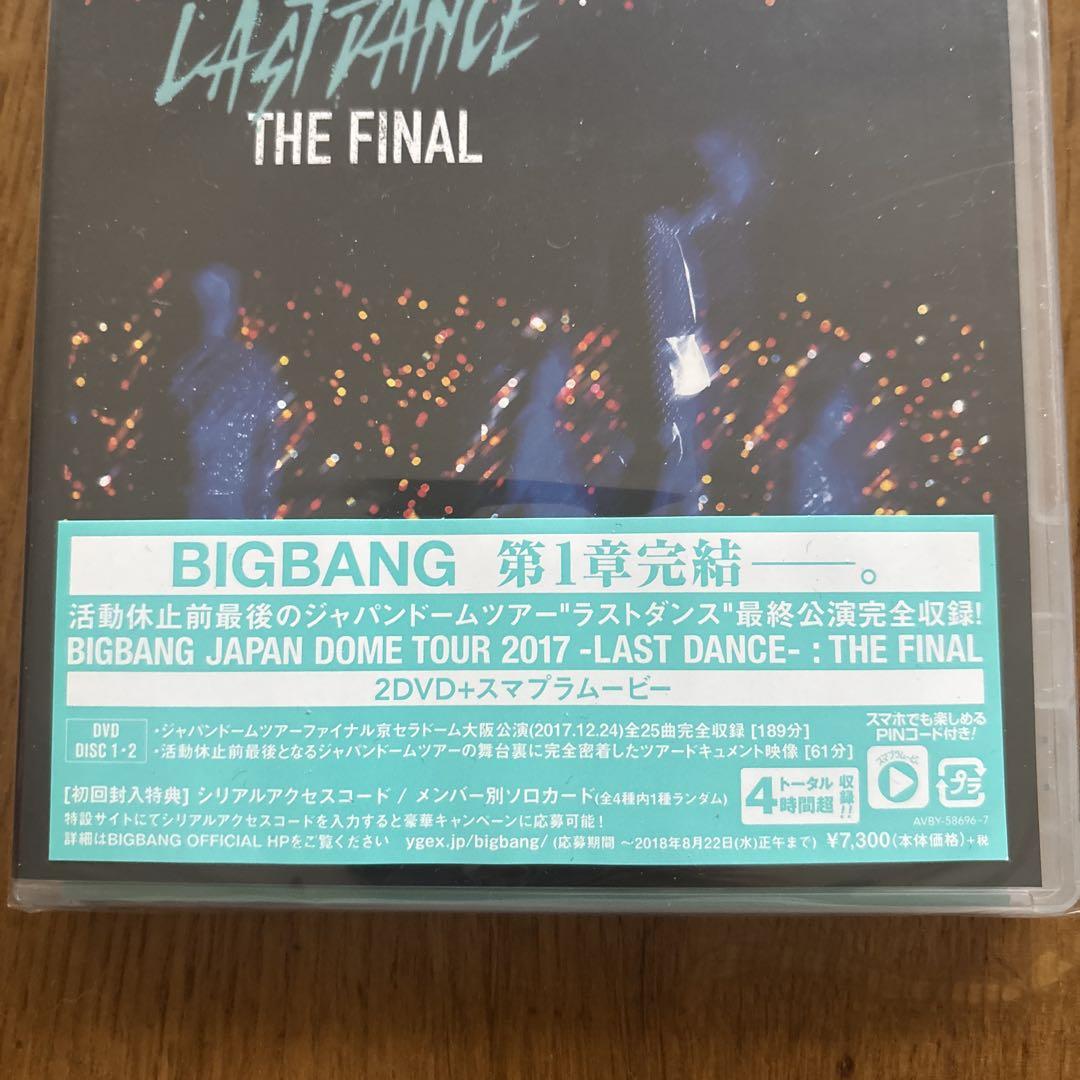 LAST DANCE
THE FINAL
BIGBANG 第1章完結――。
活動休止前最後のジャパンドームツアー"ラストダンス"最終公演完全収録!
BIGBANG JAPAN DOME TOUR 2017 -LAST DANCE- : THE FINAL
2DVD+スマプラムービー
DVD
DISC 1・2
・ジャパンドームツアーファイナル京セラドーム大阪公演(2017.12.24)全25曲完全収録 [189分]
・活動休止前最後となるジャパンドームツアーの舞台裏に完全密着したツアードキュメント映像 [61分]
スマホでも楽しめる
PINコード付き!
スマプラムービー
プラ
トータル
4時間超
収録!!
AVBY-58696~7
[初回封入特典] シリアルアクセスコード / メンバー別ソロカード(全4種内1種ランダム)
特設サイトにてシリアルアクセスコードを入力すると豪華キャンペーンに応募可能!
詳細はBIGBANG OFFICIAL HPをご覧ください ygex.jp/bigbang/ (応募期間 ~2018年8月22日(水)正午まで) ¥7,300(本体価格)+税